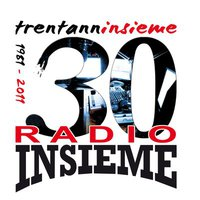 trentanninsieme
1981 - 2011
30
RADIO
INSIEME